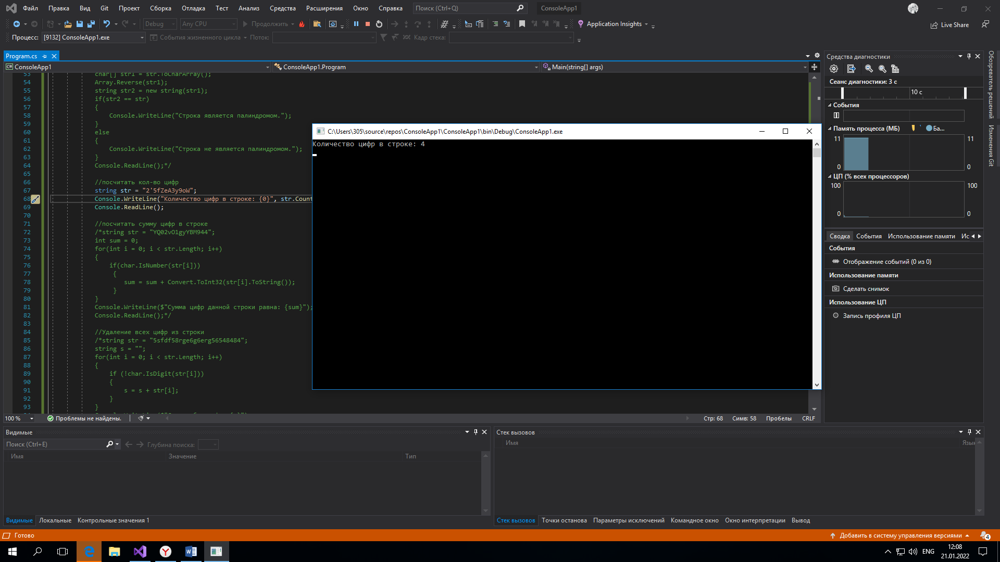 Файл Правка Вид Git Проект Сборка Отладка Тест Анализ Средства Расширения Окно Справка Поиск (Ctrl+Q) ConsoleApp1
Debug Any CPU Продолжить Application Insights Live Share
Процесс: [9132] ConsoleApp1.exe События жизненного цикла Поток: Кадр стека:
Program.cs
ConsoleApp1 ConsoleApp1.Program Main(string[] args)
53 char[] str1 = str.ToCharArray();
54 Array.Reverse(str1);
55 string str2 = new string(str1);
56 if(str2 == str)
57 {
58 Console.WriteLine("Строка является палиндромом.");
59 }
60 else
61 {
62 Console.WriteLine("Строка не является палиндромом.");
63 }
64 Console.ReadLine();*/
65
66 //посчитать кол-во цифр
67 string str = "2'5fZeA3y9oW";
68 Console.WriteLine("Количество цифр в строке: {0}", str.Count
69 Console.ReadLine();
70
71 //посчитать сумму цифр в строке
72 /*string str = "YQ02vO1gyYBM944";
73 int sum = 0;
74 for(int i = 0; i < str.Length; i++)
75 {
76 if(char.IsNumber(str[i]))
77 {
78 sum = sum + Convert.ToInt32(str[i].ToString());
79 }
80 }
81 Console.WriteLine($"Сумма цифр данной строки равна: {sum}");
82 Console.ReadLine();*/
83
84 //Удаление всех цифр из строки
85 /*string str = "5sfdf58rge6g6erg56548484";
86 string s = "";
87 for(int i = 0; i < str.Length; i++)
88 {
89 if (!char.IsDigit(str[i]))
90 {
91 s = s + str[i];
92 }
93 }
C:\Users\305\source\repos\ConsoleApp1\ConsoleApp1\bin\Debug\ConsoleApp1.exe
Количество цифр в строке: 4
100 % Проблемы не найдены. Стр: 68 Симв: 58 Пробелы CRLF
Средства диагностики
Сеанс диагностики: 3 с
10 с
События
Память процесса (МБ) Ба...
11 11
0 0
ЦП (% всех процессоров)
100 100
0 0
Сводка События Использование памяти Ис
События
Отображение событий (0 из 0)
Использование памяти
Сделать снимок
Использование ЦП
Запись профиля ЦП
Обозреватель решений
Изменения Git
Видимые
Поиск (Ctrl+E) Глубина поиска:
Имя Значение Тип
Видимые Локальные Контрольные значения 1
Стек вызовов
Имя Язык
Стек вызовов Точки останова Параметры исключений Командное окно Окно интерпретации Вывод
Готово Добавить в систему управления версиями 4
ENG 12:08
21.01.2022